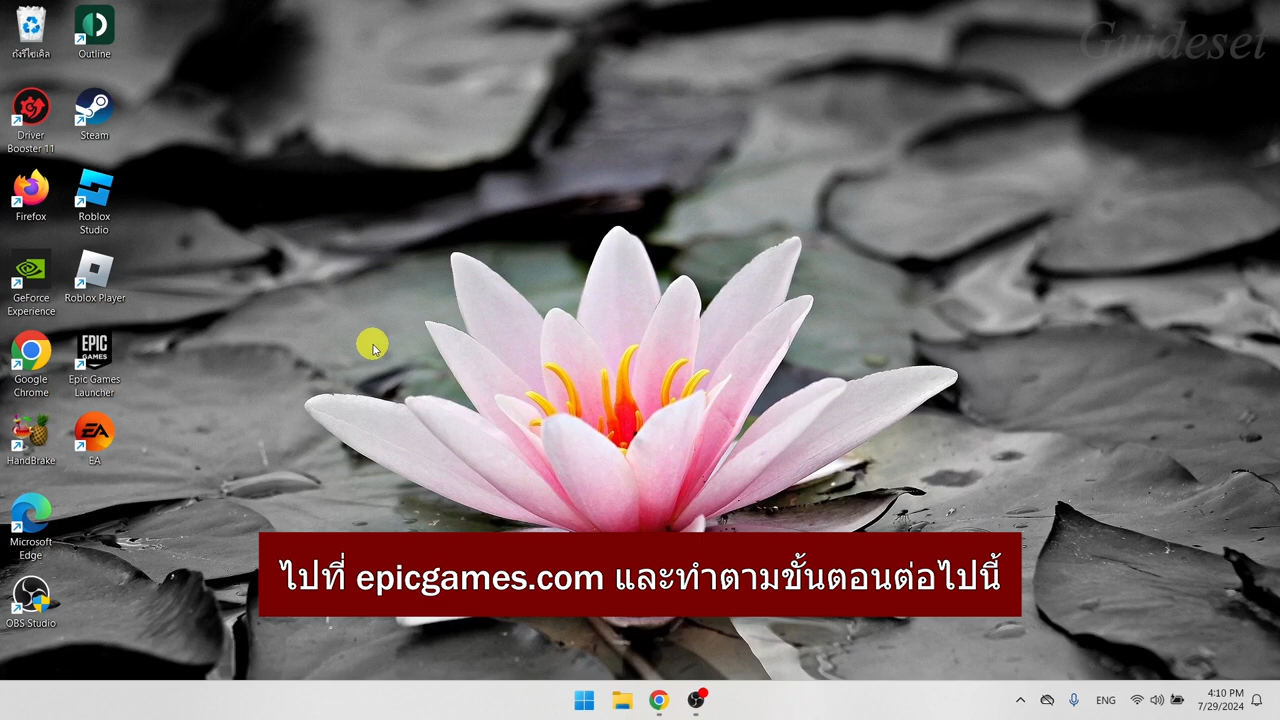 Guideset
ถังรีไซเคิล
Outline
Driver
Booster 11
Steam
Firefox
Roblox
Studio
GeForce
Experience
Roblox Player
Google
Chrome
EPIC
GAMES
Epic Games
Launcher
HandBrake
EA
EA
Microsoft
Edge
OBS Studio
ไปที่ epicgames.com และทำตามขั้นตอนต่อไปนี้
ENG
4:10 PM
7/29/2024